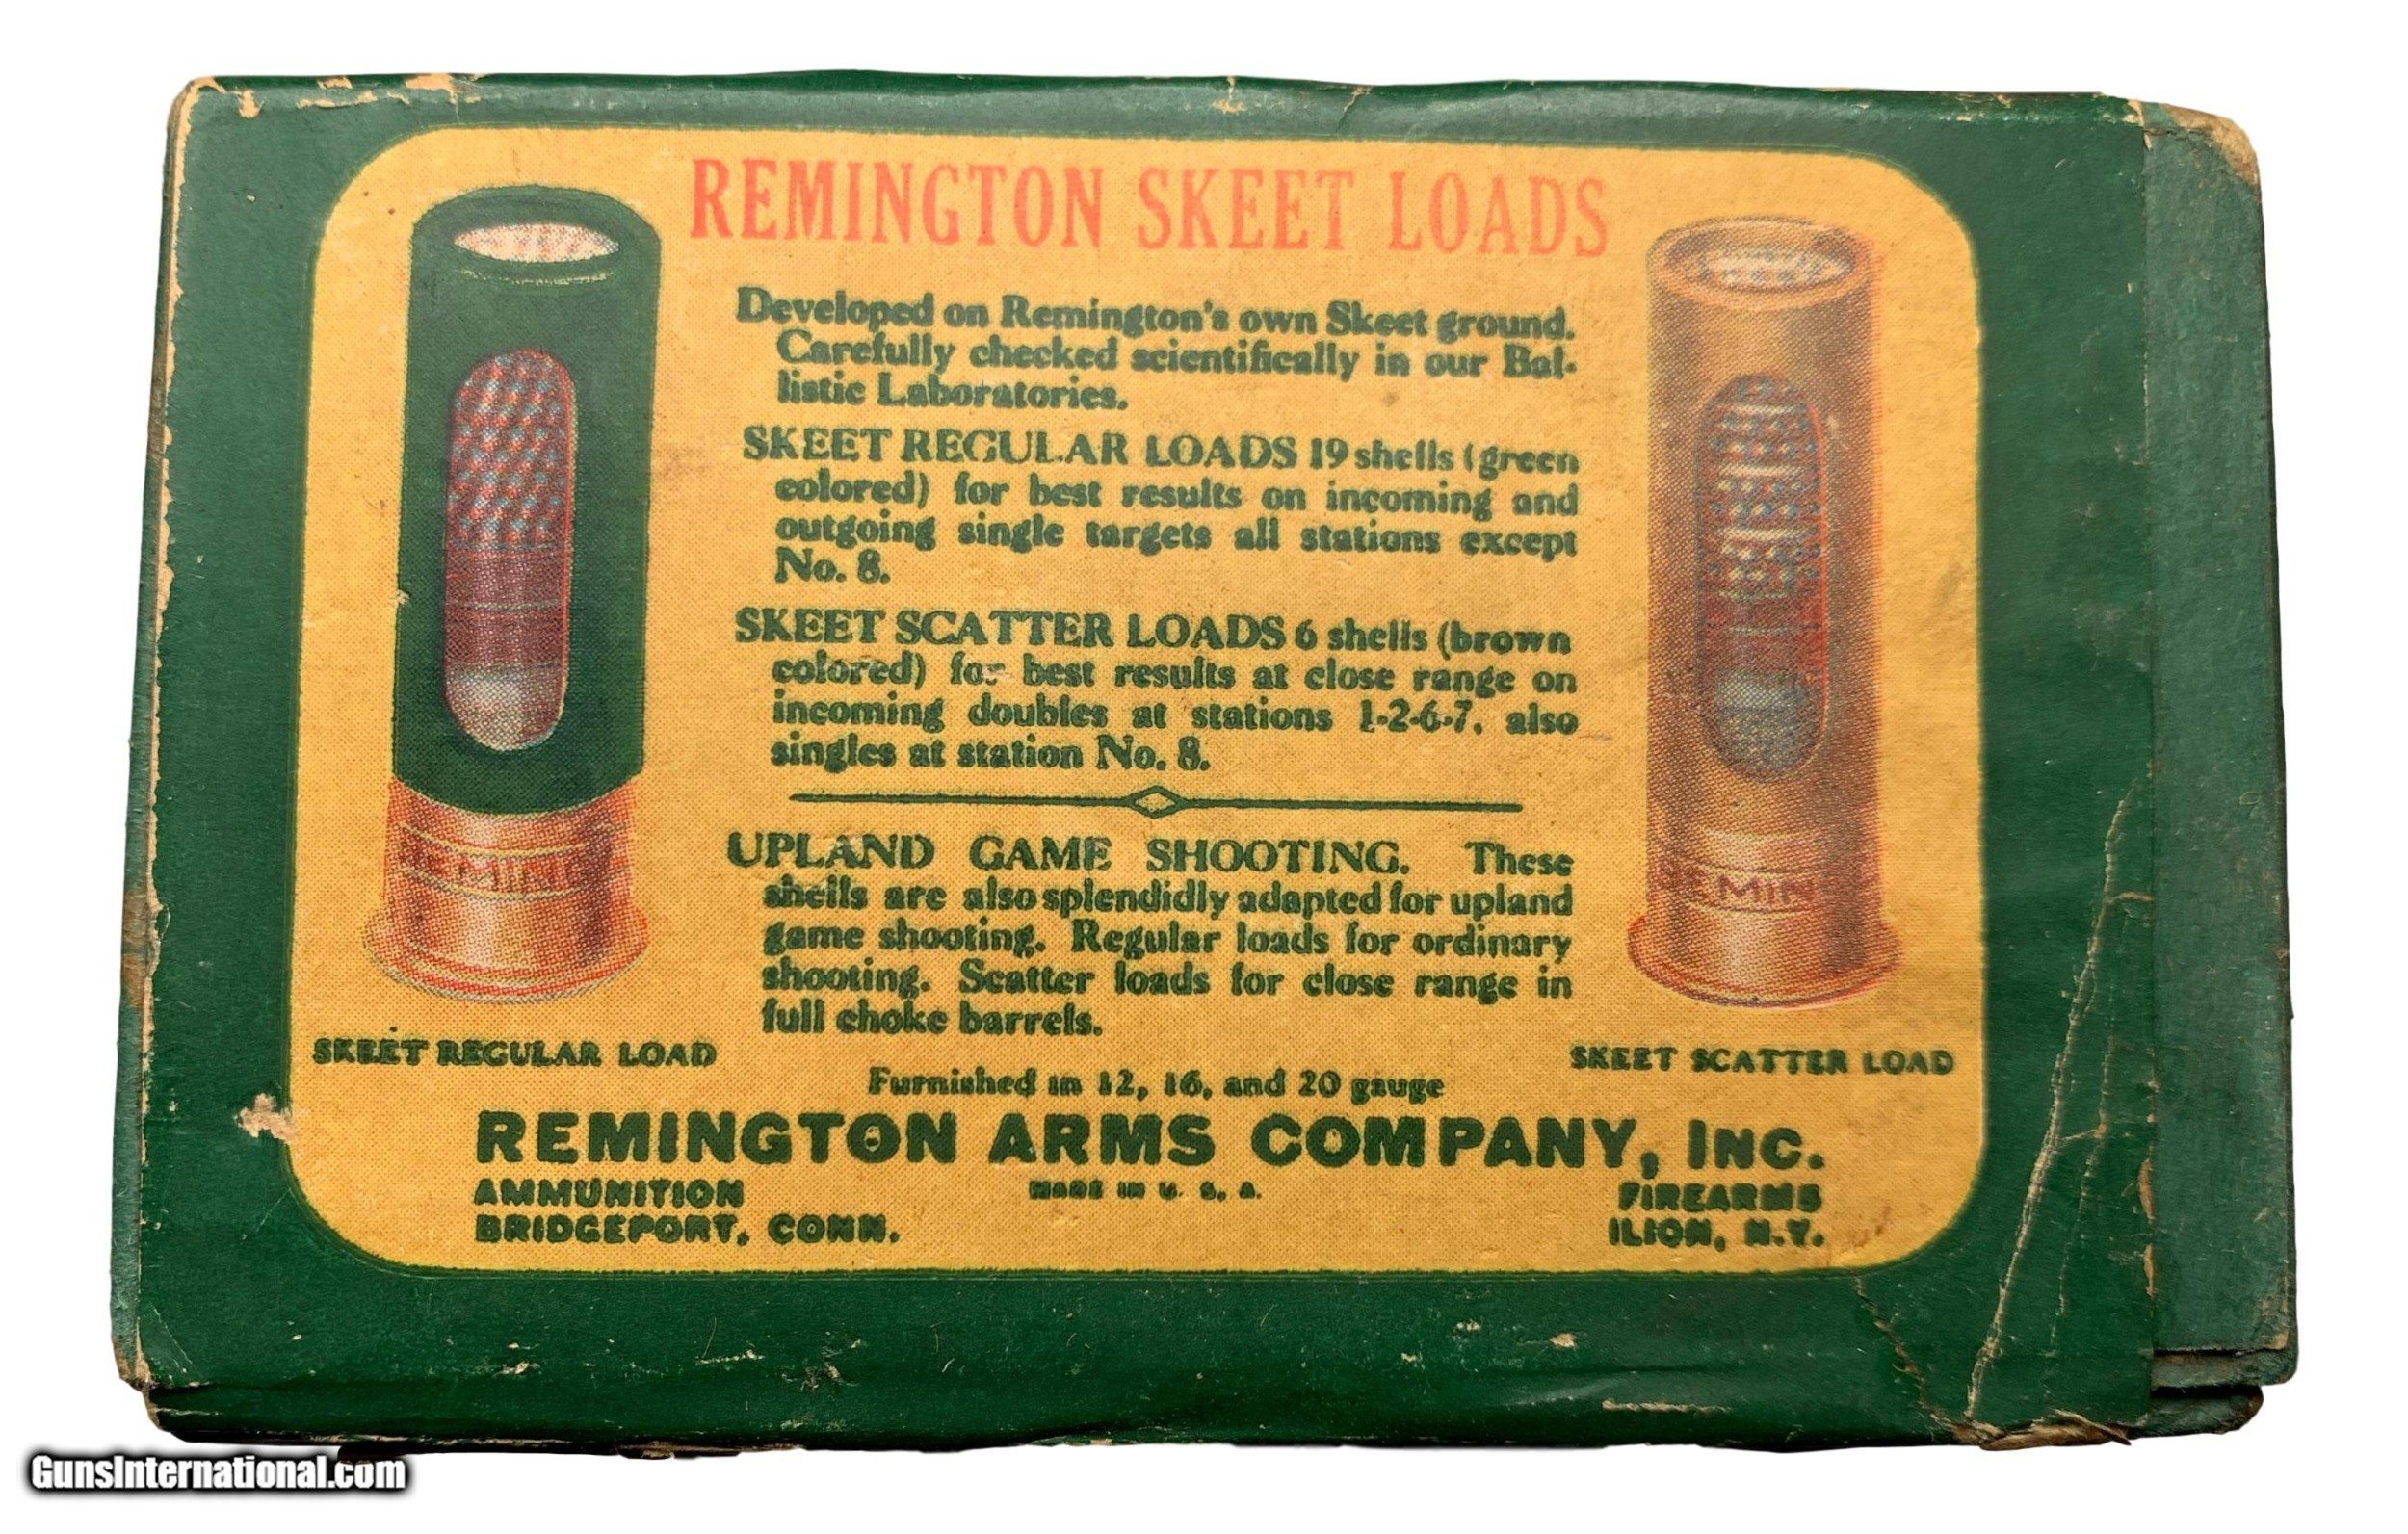 REMINGTON SKEET LOADS
Developed on Remington's own Skeet ground.
Carefully checked scientifically in our Bal-
listic Laboratories.
SKEET REGULAR LOADS 19 shells (green
colored) for best results on incoming and
outgoing single targets all stations except
No. 8.
SKEET SCATTER LOADS 6 shells (brown
colored) for best results at close range on
incoming doubles at stations 1-2-6-7, also
singles at station No. 8.
UPLAND GAME SHOOTING. These
shells are also splendidly adapted for upland
game shooting. Regular loads for ordinary
shooting. Scatter loads for close range in
full choke barrels.
REMING
REMIN
SKEET REGULAR LOAD
SKEET SCATTER LOAD
Furnished in 12, 16, and 20 gauge
REMINGTON ARMS COMPANY, INC.
AMMUNITION MADE IN U. S. A. FIREARMS
BRIDGEPORT, CONN. ILION, N.Y.
GunsInternational.com